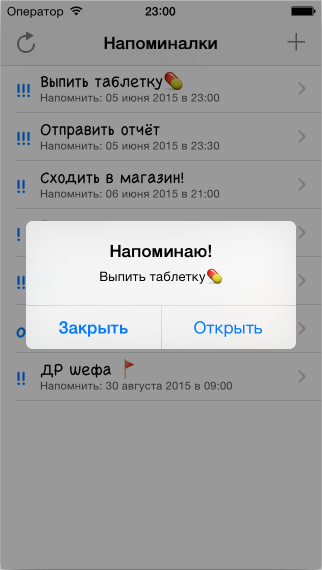 Оператор 23:00
Напоминалки
!!! Выпить таблетку💊
Напомнить: 05 июня 2015 в 23:00
!!! Отправить отчёт
Напомнить: 05 июня 2015 в 23:30
!! Сходить в магазин!
Напомнить: 06 июня 2015 в 21:00
!
Напоминаю!
Выпить таблетку💊
!!
Закрыть Открыть
!! ДР шефа 🚩
Напомнить: 30 августа 2015 в 09:00